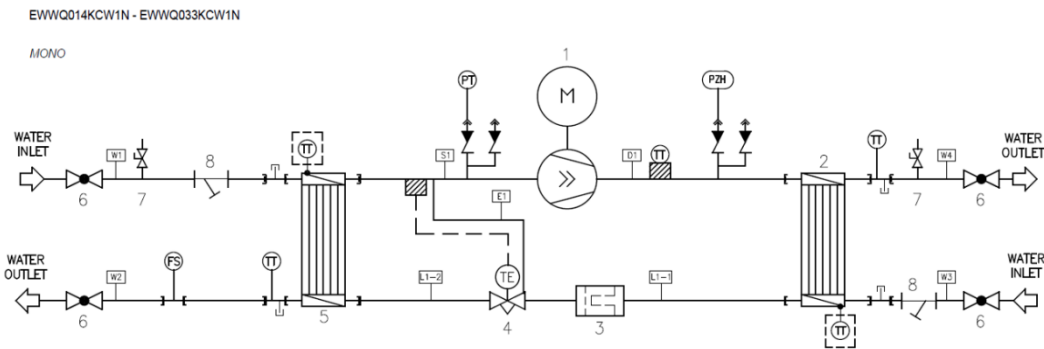 EWWQ014KCW1N - EWWQ033KCW1N
MONO
1
PT
M
PZH
WATER
INLET
W1
8
TT
S1
D1
TT
2
TT
W4
WATER
OUTLET
6
7
E1
7
6
WATER
OUTLET
W2
FS
TT
L1-2
TE
L1-1
8
W3
WATER
INLET
6
5
4
3
TT
6